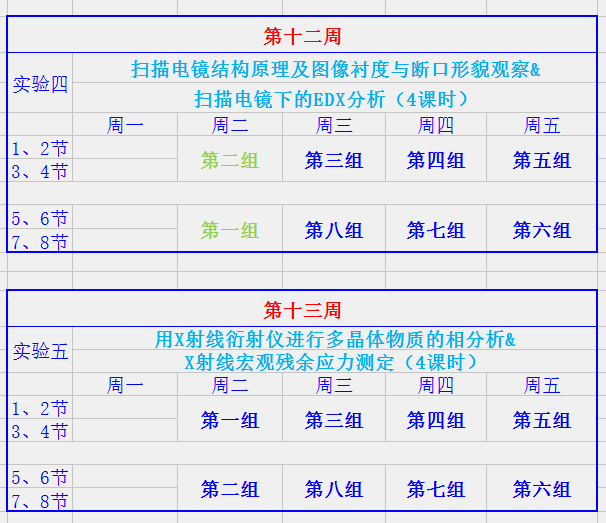 第十二周
实验四
扫描电镜结构原理及图像衬度与断口形貌观察&
扫描电镜下的EDX分析（4课时）
周一 周二 周三 周四 周五
1、2节
3、4节
第二组 第三组 第四组 第五组
5、6节
7、8节
第一组 第八组 第七组 第六组
第十三周
实验五
用X射线衍射仪进行多晶体物质的相分析&
X射线宏观残余应力测定（4课时）
周一 周二 周三 周四 周五
1、2节
3、4节
第一组 第三组 第四组 第五组
5、6节
7、8节
第二组 第八组 第七组 第六组